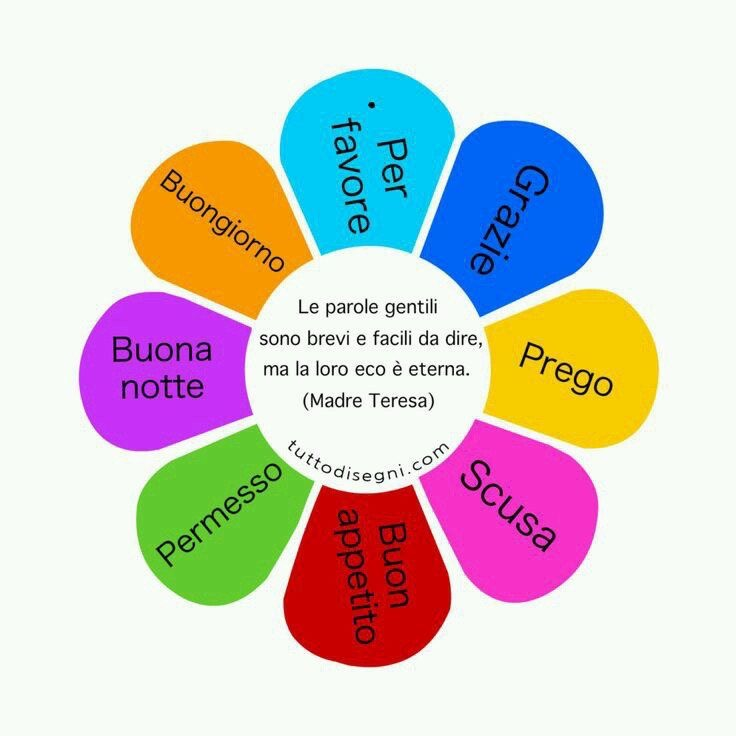 • Per
favore
Grazie
Prego
Scusa
Buon
appetito
Permesso
Buona
notte
Buongiorno
Le parole gentili
sono brevi e facili da dire,
ma la loro eco è eterna.
(Madre Teresa)
tuttodisegni.com